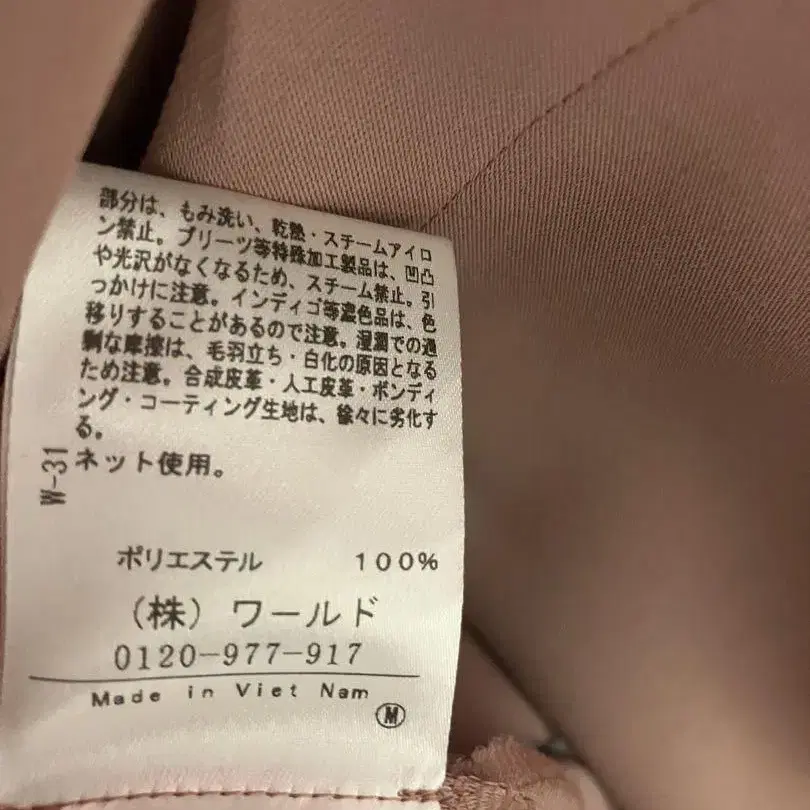 部分は、もみ洗い、乾熱・スチームアイロ
ン禁止。プリーツ等特殊加工製品は、凹凸
や光沢がなくなるため、スチーム禁止。引
っかけに注意。インディゴ等濃色品は、色
移りすることがあるので注意。湿潤での過
剰な摩擦は、毛羽立ち・白化の原因となる
ため注意。合成皮革・人工皮革・ボンディ
ング・コーティング生地は、徐々に劣化す
る。
ネット使用。
W-31
ポリエステル 100%
(株)ワールド
0120-977-917
Made in Viet Nam
M